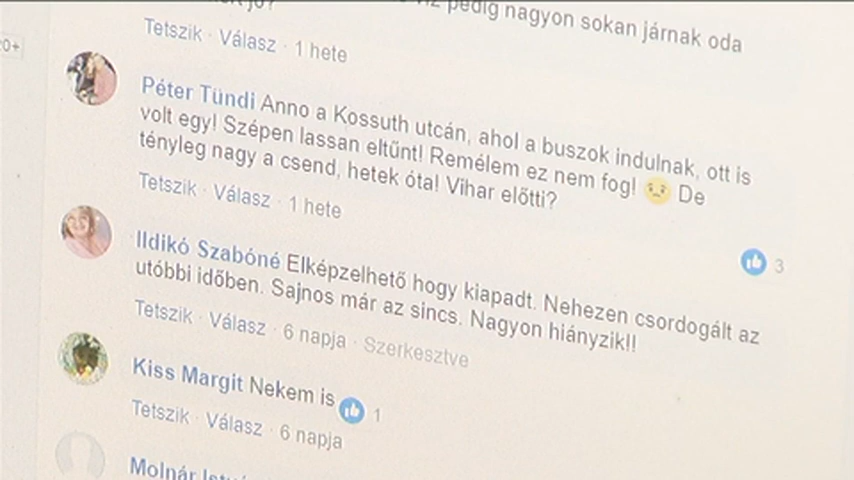 pedig nagyon sokan járnak oda
Tetszik · Válasz · 1 hete
Péter Tündi Anno a Kossuth utcán, ahol a buszok indulnak, ott is
volt egy! Szépen lassan eltűnt! Remélem ez nem fog! De
tényleg nagy a csend, hetek óta! Vihar előtti?
Tetszik · Válasz · 1 hete
3
Ildikó Szabóné Elképzelhető hogy kiapadt. Nehezen csordogált az
utóbbi időben. Sajnos már az sincs. Nagyon hiányzik!!
Tetszik · Válasz · 6 napja · Szerkesztve
Kiss Margit Nekem is 1
Tetszik · Válasz · 6 napja
Molnár